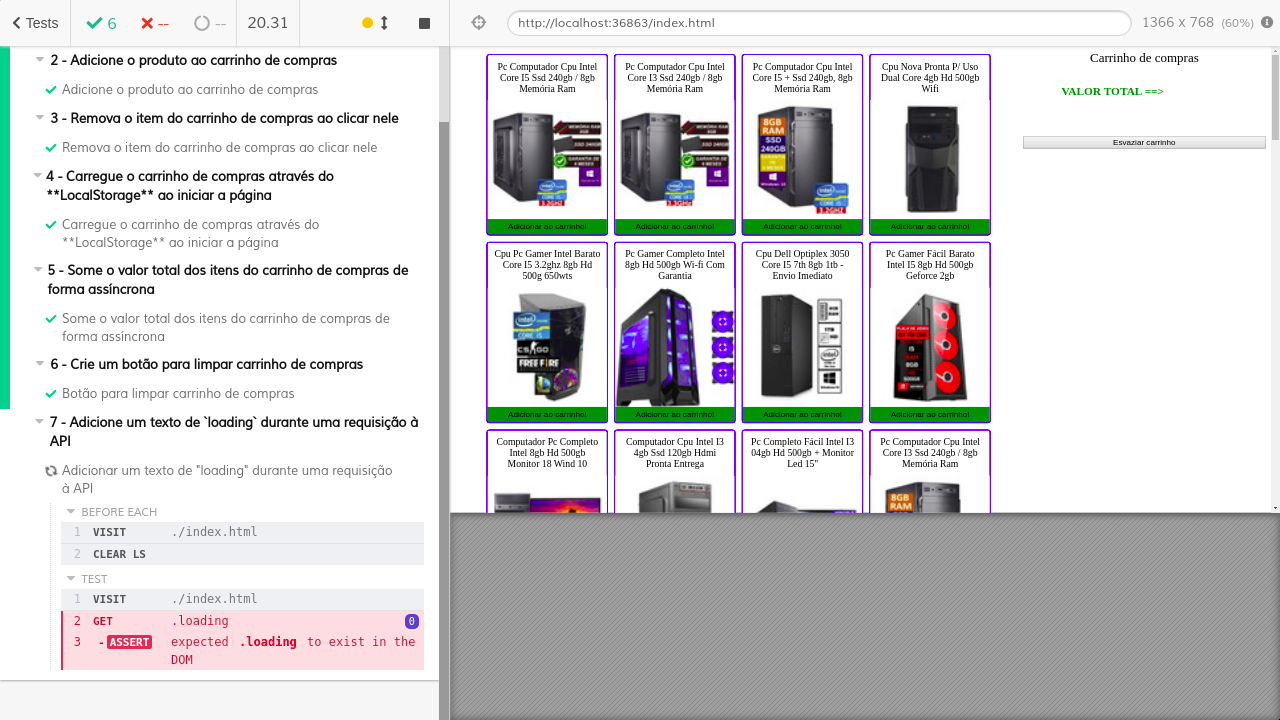 Tests
6
--
--
20.31
http://localhost:36863/index.html
1366 x 768 (60%)
2 - Adicione o produto ao carrinho de compras
Adicione o produto ao carrinho de compras
3 - Remova o item do carrinho de compras ao clicar nele
Remova o item do carrinho de compras ao clicar nele
4 - Carregue o carrinho de compras através do
**LocalStorage** ao iniciar a página
Carregue o carrinho de compras através do
**LocalStorage** ao iniciar a página
5 - Some o valor total dos itens do carrinho de compras de
forma assíncrona
Some o valor total dos itens do carrinho de compras de
forma assíncrona
6 - Crie um botão para limpar carrinho de compras
Botão para limpar carrinho de compras
7 - Adicione um texto de `loading` durante uma requisição à
API
Adicionar um texto de "loading" durante uma requisição
à API
BEFORE EACH
1 VISIT ./index.html
2 CLEAR LS
TEST
1 VISIT ./index.html
2 GET .loading 0
3 -ASSERT expected .loading to exist in the
DOM
Pc Computador Cpu Intel
Core I5 Ssd 240gb / 8gb
Memória Ram
Adicionar ao carrinho!
Pc Computador Cpu Intel
Core I3 Ssd 240gb / 8gb
Memória Ram
Adicionar ao carrinho!
Pc Computador Cpu Intel
Core I5 + Ssd 240gb, 8gb
Memória Ram
8GB
RAM
SSD
240GB
Adicionar ao carrinho!
Cpu Nova Pronta P/ Uso
Dual Core 4gb Hd 500gb
Wifi
Adicionar ao carrinho!
Cpu Pc Gamer Intel Barato
Core I5 3.2ghz 8gb Hd
500g 650wts
CORE I5
CS:GO
FREE FIRE
Adicionar ao carrinho!
Pc Gamer Completo Intel
8gb Hd 500gb Wi-fi Com
Garantia
Adicionar ao carrinho!
Cpu Dell Optiplex 3050
Core I5 7th 8gb 1tb -
Envio Imediato
Adicionar ao carrinho!
Pc Gamer Fácil Barato
Intel I5 8gb Hd 500gb
Geforce 2gb
Adicionar ao carrinho!
Computador Pc Completo
Intel 8gb Hd 500gb
Monitor 18 Wind 10
Computador Cpu Intel I3
4gb Ssd 120gb Hdmi
Pronta Entrega
Pc Completo Fácil Intel I3
04gb Hd 500gb + Monitor
Led 15"
Pc Computador Cpu Intel
Core I3 Ssd 240gb / 8gb
Memória Ram
8GB
RAM
Carrinho de compras
VALOR TOTAL ==>
Esvaziar carrinho